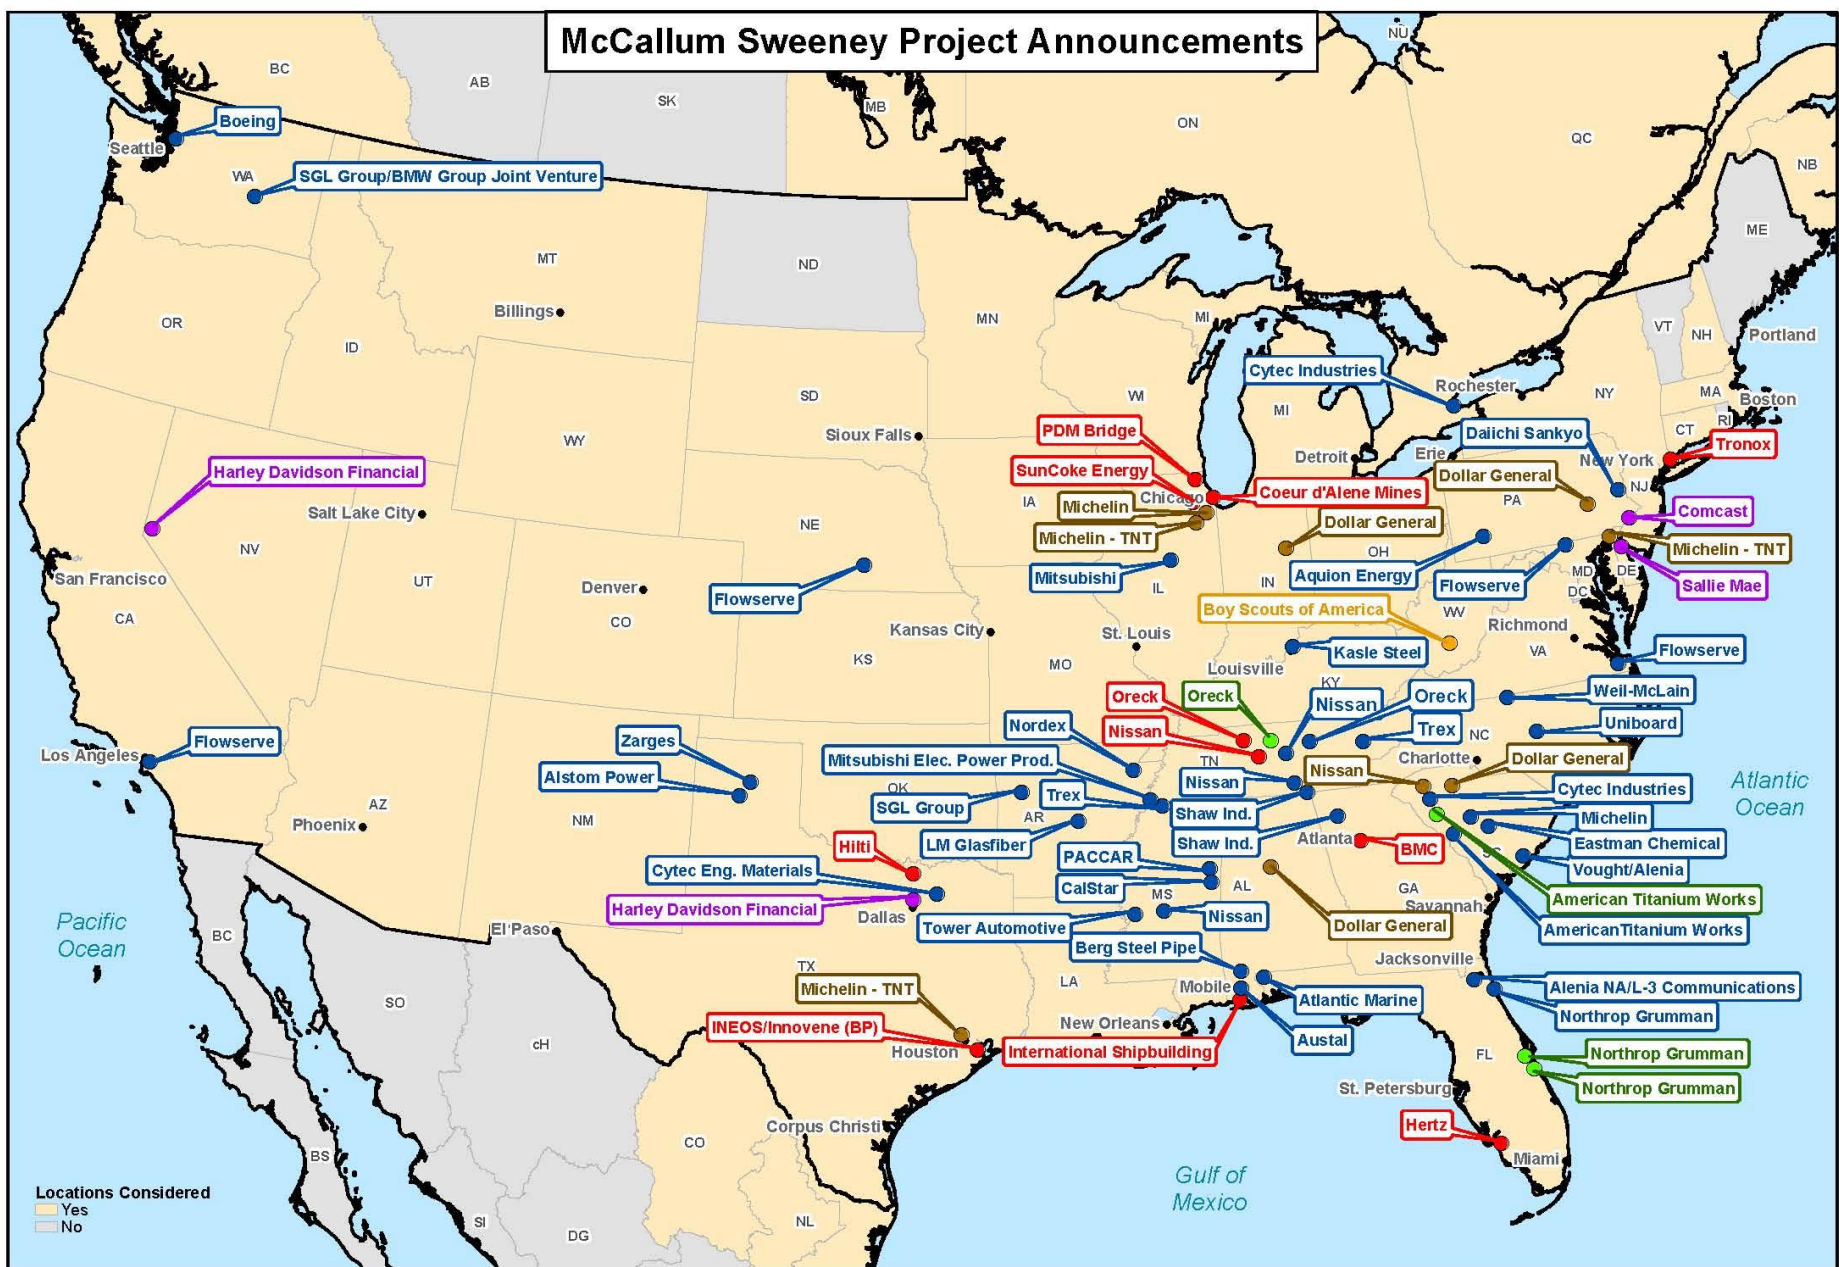 McCallum Sweeney Project Announcements
NU
BC
AB
SK
MB
ON
QC
NB
Boeing
Seattle
WA
SGL Group/BMW Group Joint Venture
MT
ND
ME
Billings
OR
ID
MN
MI
VT
NH
Portland
Cytec Industries
Rochester
SD
WI
MI
NY
MA
Boston
RI
CT
WY
Sioux Falls
PDM Bridge
Daiichi Sankyo
Tronox
Detroit
Erie
New York
Harley Davidson Financial
SunCoke Energy
Coeur d'Alene Mines
Dollar General
NJ
Chicago
IA
PA
Salt Lake City
Michelin
Comcast
NE
Dollar General
Michelin - TNT
NV
OH
Michelin - TNT
San Francisco
UT
Denver
Flowserve
Mitsubishi
IL
IN
Aquion Energy
Flowserve
MD
DE
DC
Sallie Mae
CA
CO
Boy Scouts of America
WV
Richmond
Kansas City
St. Louis
KS
MO
Louisville
Kasle Steel
VA
Flowserve
KY
Oreck
Oreck
Nissan
Oreck
Weil-McLain
Nordex
Nissan
Trex
NC
Uniboard
Los Angeles
Flowserve
Zarges
Mitsubishi Elec. Power Prod.
TN
Charlotte
Dollar General
Alstom Power
Nissan
Nissan
Cytec Industries
Atlantic
Ocean
OK
SGL Group
Trex
AZ
NM
AR
Shaw Ind.
Michelin
Phoenix
LM Glasfiber
Shaw Ind.
Atlanta
BMC
SC
Eastman Chemical
Hilti
PACCAR
Vought/Alenia
Cytec Eng. Materials
CalStar
AL
MS
GA
American Titanium Works
Harley Davidson Financial
Dallas
Savannah
Pacific
Ocean
BC
El Paso
Tower Automotive
Nissan
Dollar General
AmericanTitanium Works
Berg Steel Pipe
Jacksonville
TX
LA
Mobile
SO
Michelin - TNT
Atlantic Marine
Alenia NA/L-3 Communications
INEOS/Innovene (BP)
New Orleans
Northrop Grumman
cH
Houston
International Shipbuilding
Austal
FL
Northrop Grumman
St. Petersburg
Northrop Grumman
Corpus Christi
Hertz
CO
BS
Miami
Gulf of
Mexico
Locations Considered
Yes
No
SI
DG
NL